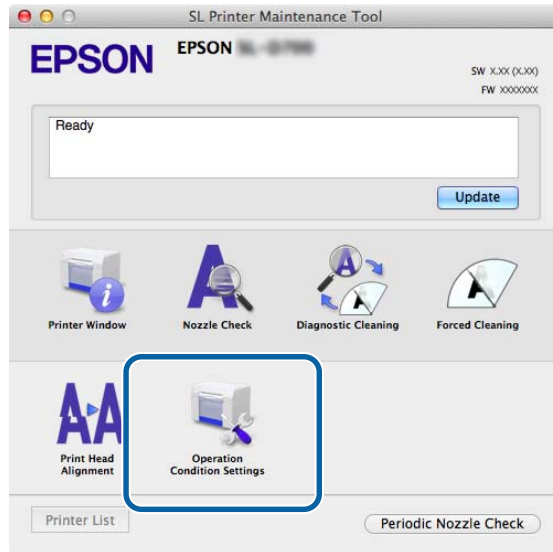 SL Printer Maintenance Tool
EPSON
EPSON
SW X.XX (X.XX)
FW XXXXXXX
Ready
Update
Printer Window
Nozzle Check
Diagnostic Cleaning
Forced Cleaning
Print Head
Alignment
Operation
Condition Settings
Printer List
Periodic Nozzle Check